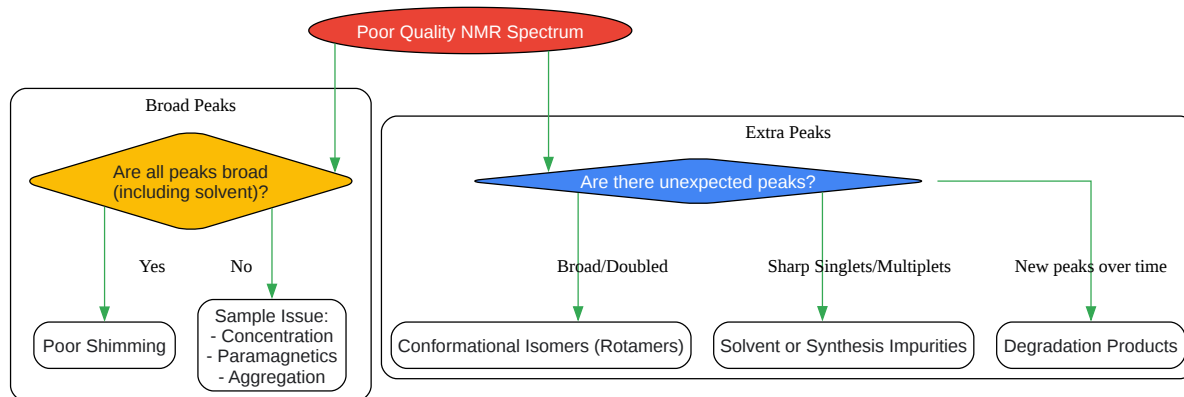 Poor Quality NMR Spectrum
Broad Peaks
Are all peaks broad
(including solvent)?
Yes
No
Poor Shimming
Sample Issue:
- Concentration
- Paramagnetics
- Aggregation
Extra Peaks
Are there unexpected peaks?
Broad/Doubled
Sharp Singlets/Multiplets
New peaks over time
Conformational Isomers (Rotamers)
Solvent or Synthesis Impurities
Degradation Products